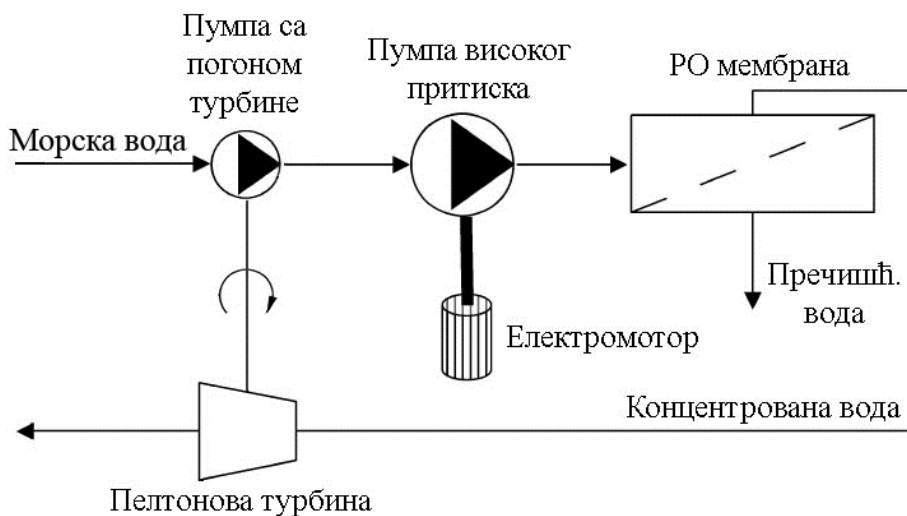 Пумпа са
погоном
турбине
Пумпа високог
притиска
РО мембрана
Морска вода
Пречишћ.
вода
Електромотор
Концентрована вода
Пелтонова турбина